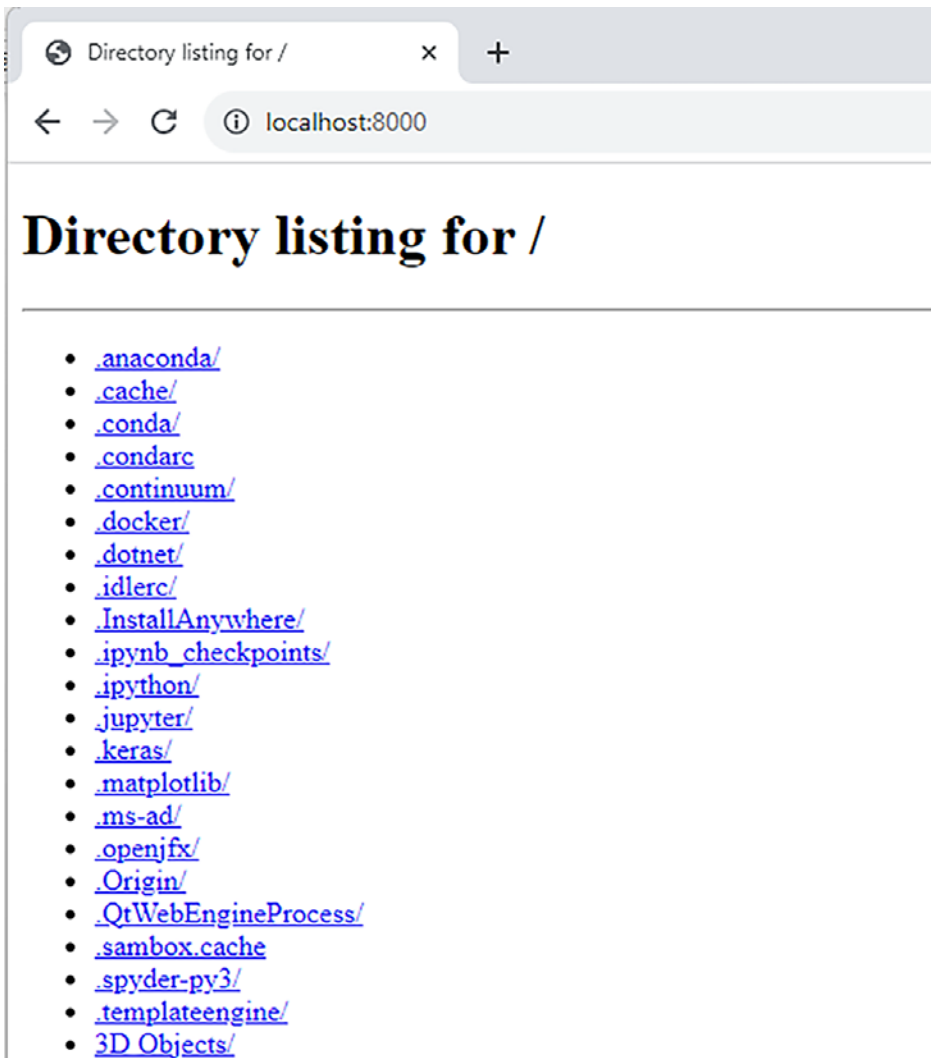 Directory listing for /
localhost:8000
Directory listing for /
.anaconda/
.cache/
.conda/
.condarc
.continuum/
.docker/
.dotnet/
.idlerc/
.InstallAnywhere/
.ipynb_checkpoints/
.ipython/
.jupyter/
.keras/
.matplotlib/
.ms-ad/
.openjfx/
.Origin/
.QtWebEngineProcess/
.sambox.cache
.spyder-py3/
.templateengine/
3D Objects/